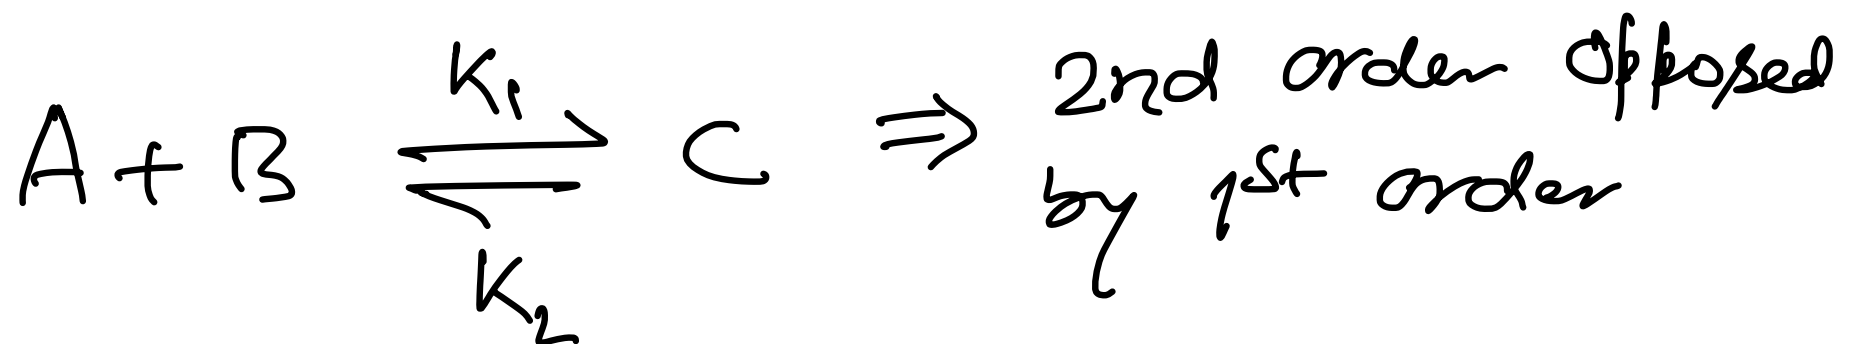 A + B ⇌ C ⇒ 2nd order opposed
K₁
K₂
by 1st order